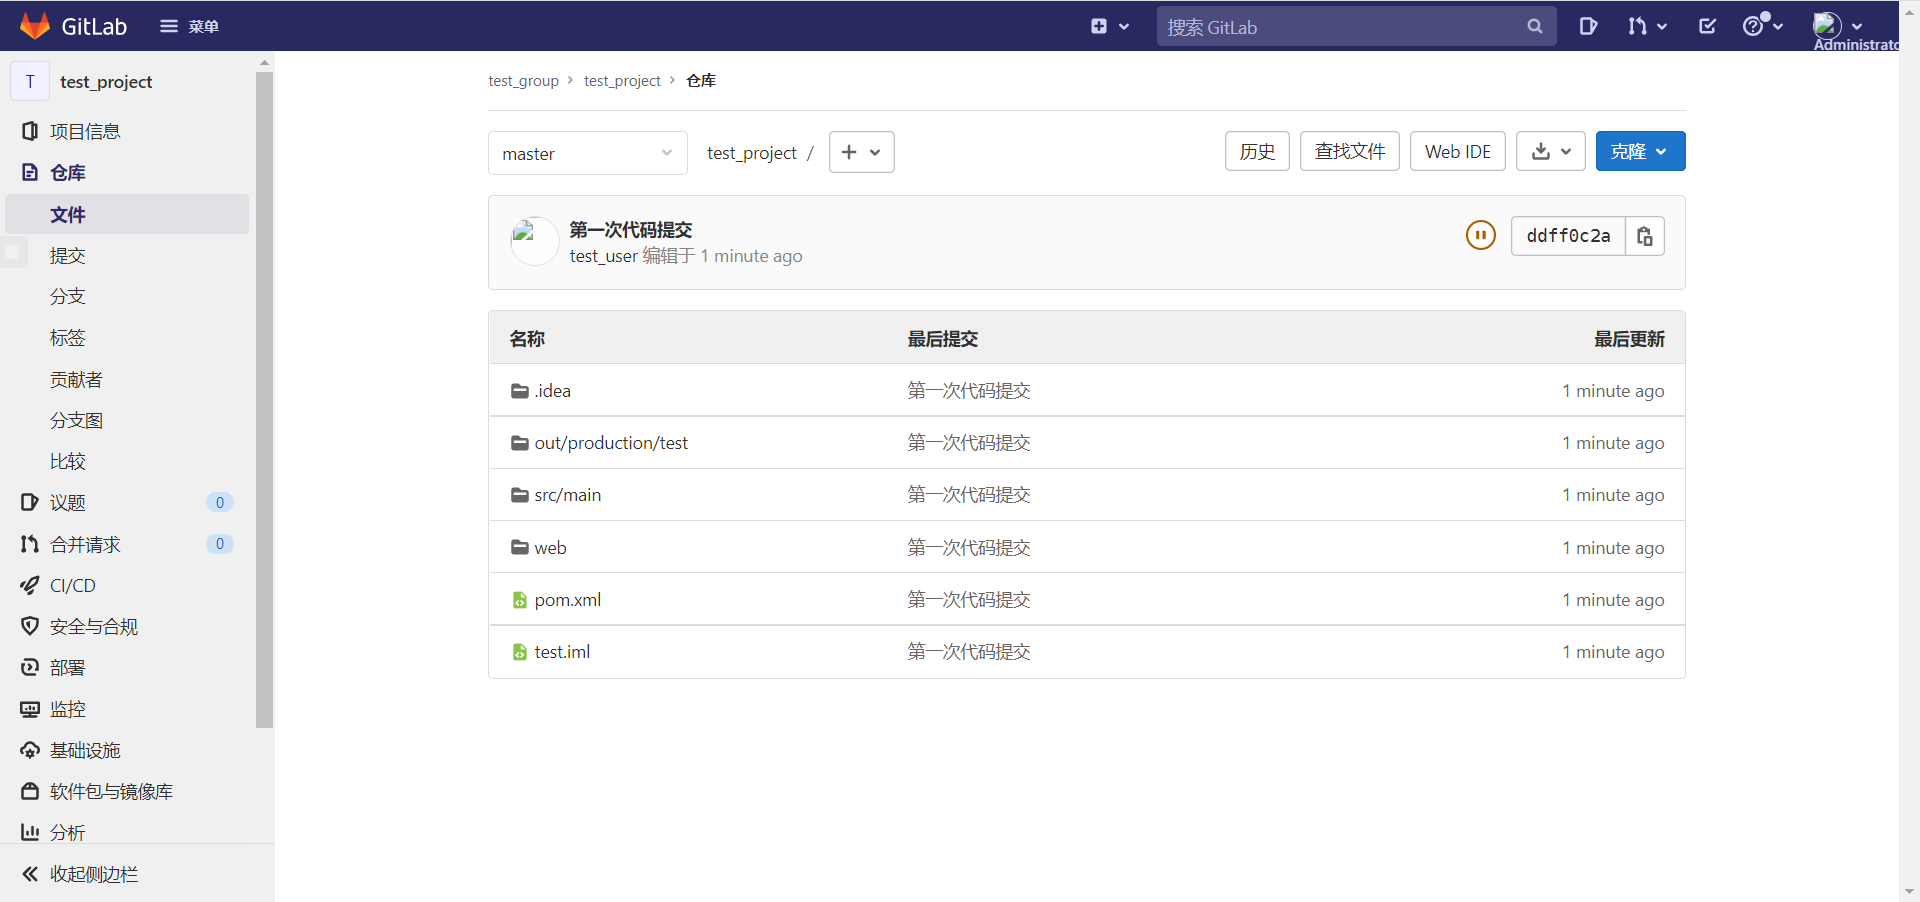 GitLab
菜单
搜索 GitLab
Administrato
T
test_project
项目信息
仓库
文件
提交
分支
标签
贡献者
分支图
比较
议题 0
合并请求 0
CI/CD
安全与合规
部署
监控
基础设施
软件包与镜像库
分析
收起侧边栏
test_group › test_project › 仓库
master
test_project /
历史
查找文件
Web IDE
克隆
第一次代码提交
test_user 编辑于 1 minute ago
ddff0c2a
名称 最后提交 最后更新
.idea 第一次代码提交 1 minute ago
out/production/test 第一次代码提交 1 minute ago
src/main 第一次代码提交 1 minute ago
web 第一次代码提交 1 minute ago
pom.xml 第一次代码提交 1 minute ago
test.iml 第一次代码提交 1 minute ago